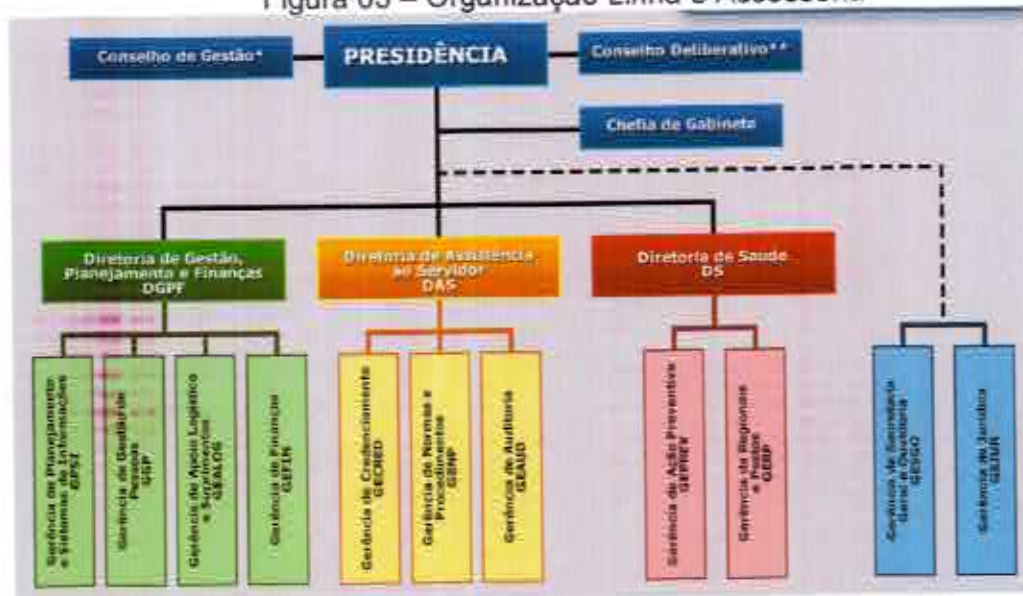 Figura 03 – Organização Linha e Assessoria
Conselho de Gestão*
PRESIDÊNCIA
Conselho Deliberativo**
Chefia de Gabinete
Diretoria de Gestão,
Planejamento e Finanças
DGPF
Diretoria de Assistência
ao Servidor
DAS
Diretoria de Saúde
DS
Gerência de Planejamento
e Sistemas de Informações
GPSI
Gerência de Gestão de
Pessoas
GGP
Gerência de Apoio Logístico
e Suprimentos
GEALOG
Gerência de Finanças
GEFIN
Gerência de Credenciamento
GECRED
Gerência de Normas e
Procedimentos
GENP
Gerência de Auditoria
GEAUD
Gerência de Ação Preventiva
GEPREV
Gerência de Regionais
e Postos
GERP
Gerência de Secretaria
Geral e Ouvidoria
GESGO
Gerência de Jurídica
GEJUR